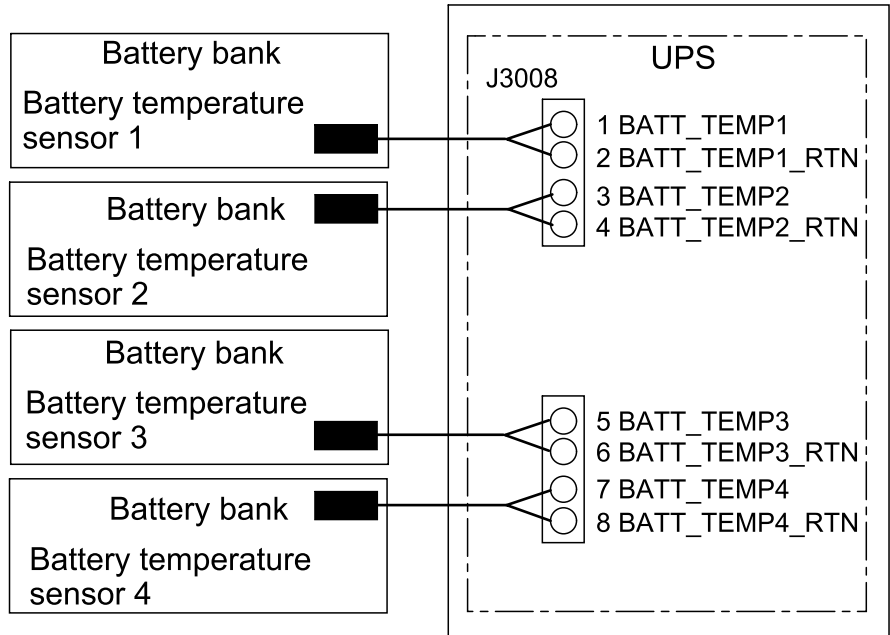 Battery bank
Battery temperature
sensor 1
Battery bank
Battery temperature
sensor 2
Battery bank
Battery temperature
sensor 3
Battery bank
Battery temperature
sensor 4
UPS
J3008
1 BATT_TEMP1
2 BATT_TEMP1_RTN
3 BATT_TEMP2
4 BATT_TEMP2_RTN
5 BATT_TEMP3
6 BATT_TEMP3_RTN
7 BATT_TEMP4
8 BATT_TEMP4_RTN